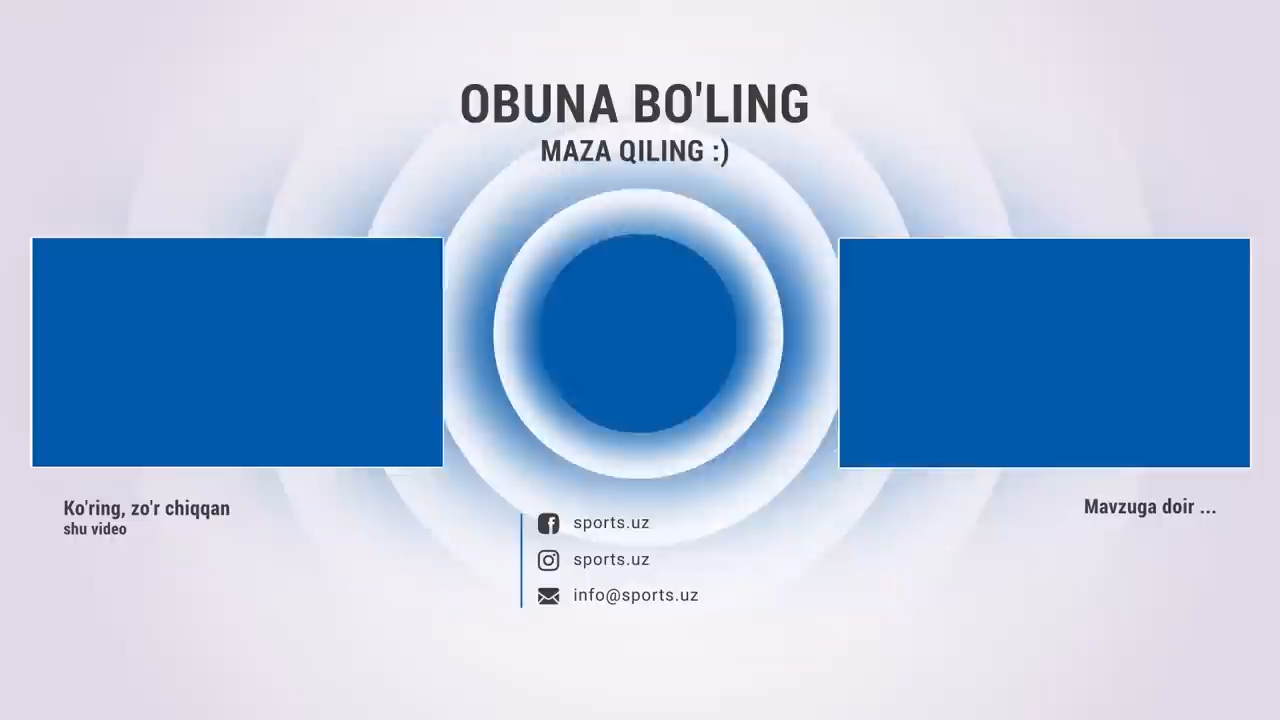 OBUNA BO'LING
MAZA QILING :)
Ko'ring, zo'r chiqqan
shu video
Mavzuga doir ...
sports.uz
sports.uz
info@sports.uz